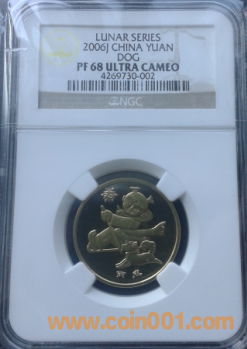 LUNAR SERIES
2006J CHINA YUAN
DOG
PF 68 ULTRA CAMEO
4269730-002
NGC
www.coin001.com